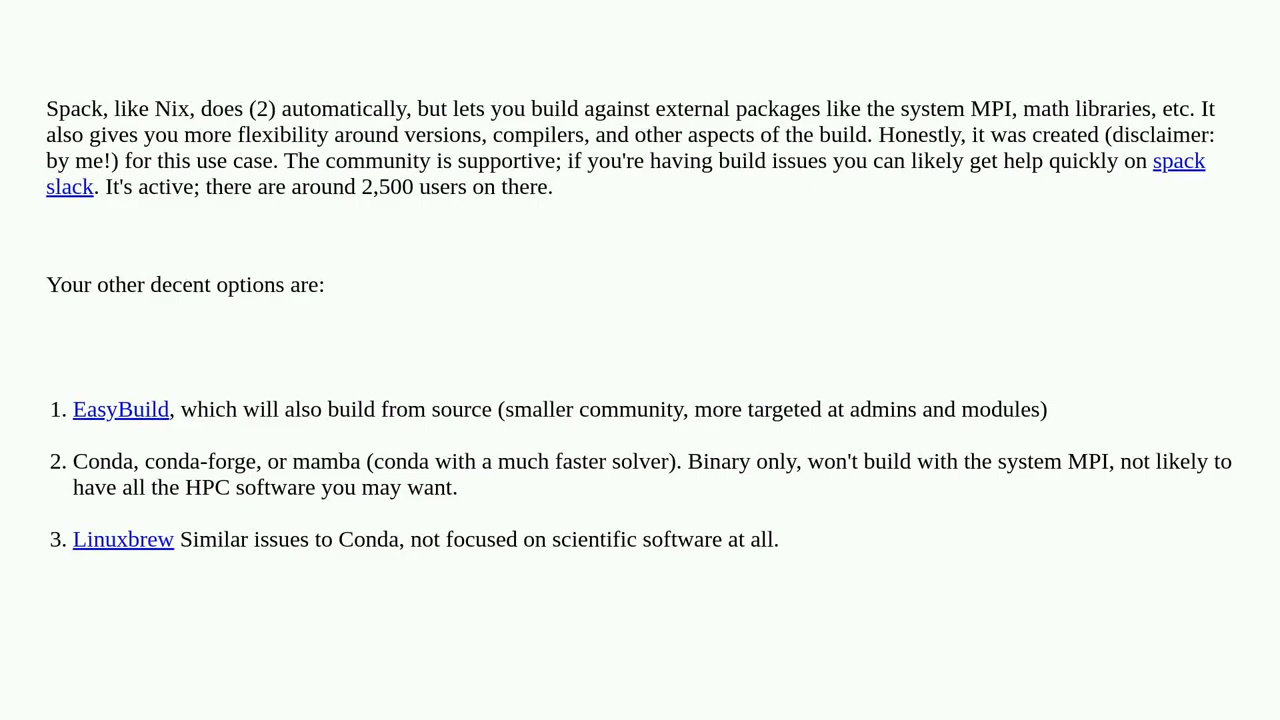 Spack, like Nix, does (2) automatically, but lets you build against external packages like the system MPI, math libraries, etc. It
also gives you more flexibility around versions, compilers, and other aspects of the build. Honestly, it was created (disclaimer:
by me!) for this use case. The community is supportive; if you're having build issues you can likely get help quickly on spack
slack. It's active; there are around 2,500 users on there.
Your other decent options are:
1. EasyBuild, which will also build from source (smaller community, more targeted at admins and modules)
2. Conda, conda-forge, or mamba (conda with a much faster solver). Binary only, won't build with the system MPI, not likely to
have all the HPC software you may want.
3. Linuxbrew Similar issues to Conda, not focused on scientific software at all.